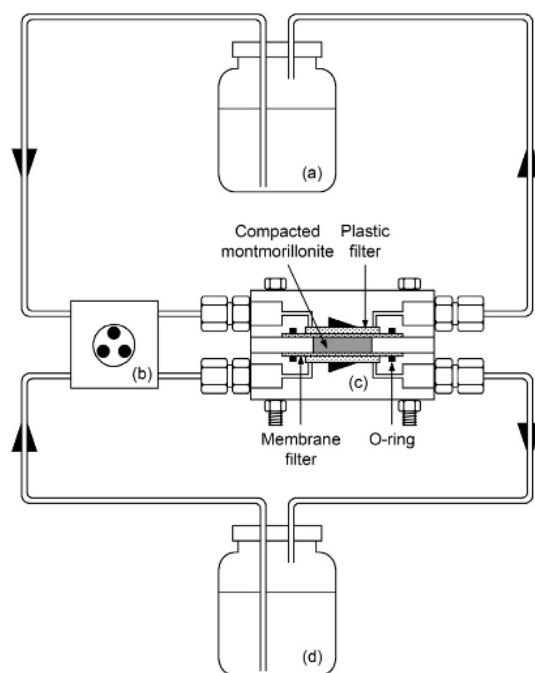 (a)
Compacted
montmorillonite
Plastic
filter
(b)
(c)
Membrane
filter
O-ring
(d)